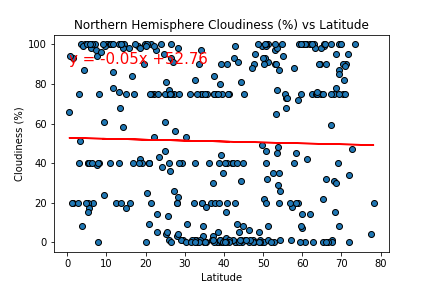 Northern Hemisphere Cloudiness (%) vs Latitude
y = -0.05x + 52.76
Cloudiness (%)
100
80
60
40
20
0
0 10 20 30 40 50 60 70 80
Latitude